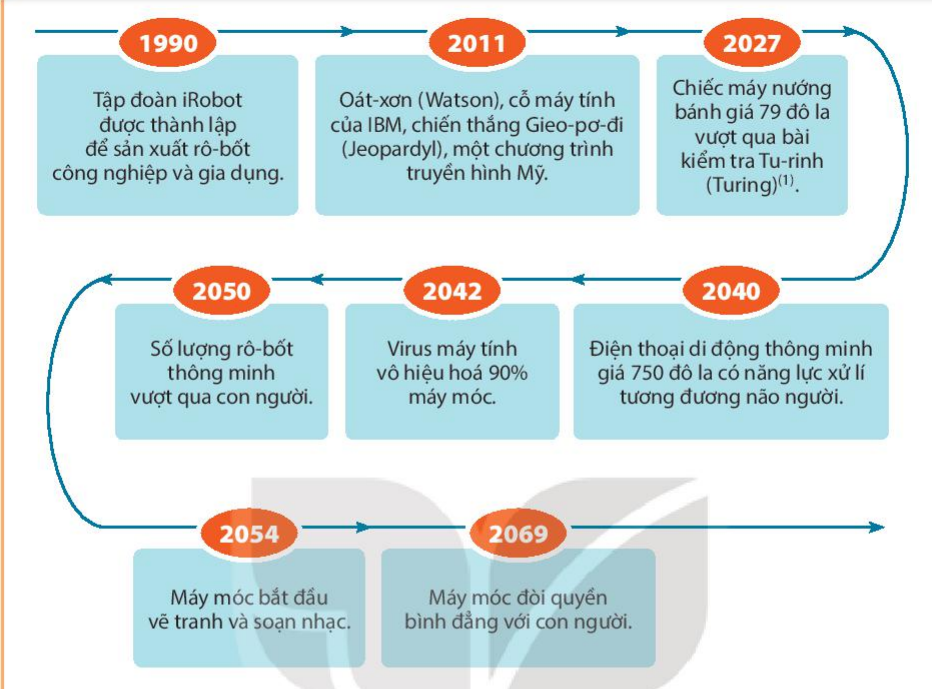 1990
Tập đoàn iRobot
được thành lập
để sản xuất rô-bốt
công nghiệp và gia dụng.
2011
Oát-xơn (Watson), cỗ máy tính
của IBM, chiến thắng Gieo-pơ-đi
(Jeopardyl), một chương trình
truyền hình Mỹ.
2027
Chiếc máy nướng
bánh giá 79 đô la
vượt qua bài
kiểm tra Tu-rinh
(Turing)(1).
2040
Điện thoại di động thông minh
giá 750 đô la có năng lực xử lí
tương đương não người.
2042
Virus máy tính
vô hiệu hoá 90%
máy móc.
2050
Số lượng rô-bốt
thông minh
vượt qua con người.
2054
Máy móc bắt đầu
vẽ tranh và soạn nhạc.
2069
Máy móc đòi quyền
bình đẳng với con người.